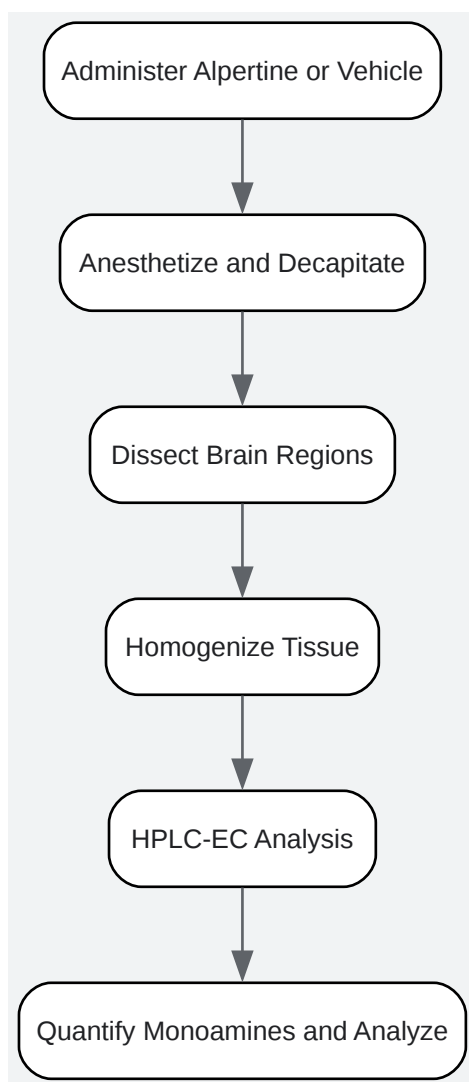 Administer Alpertine or Vehicle
Anesthetize and Decapitate
Dissect Brain Regions
Homogenize Tissue
HPLC-EC Analysis
Quantify Monoamines and Analyze